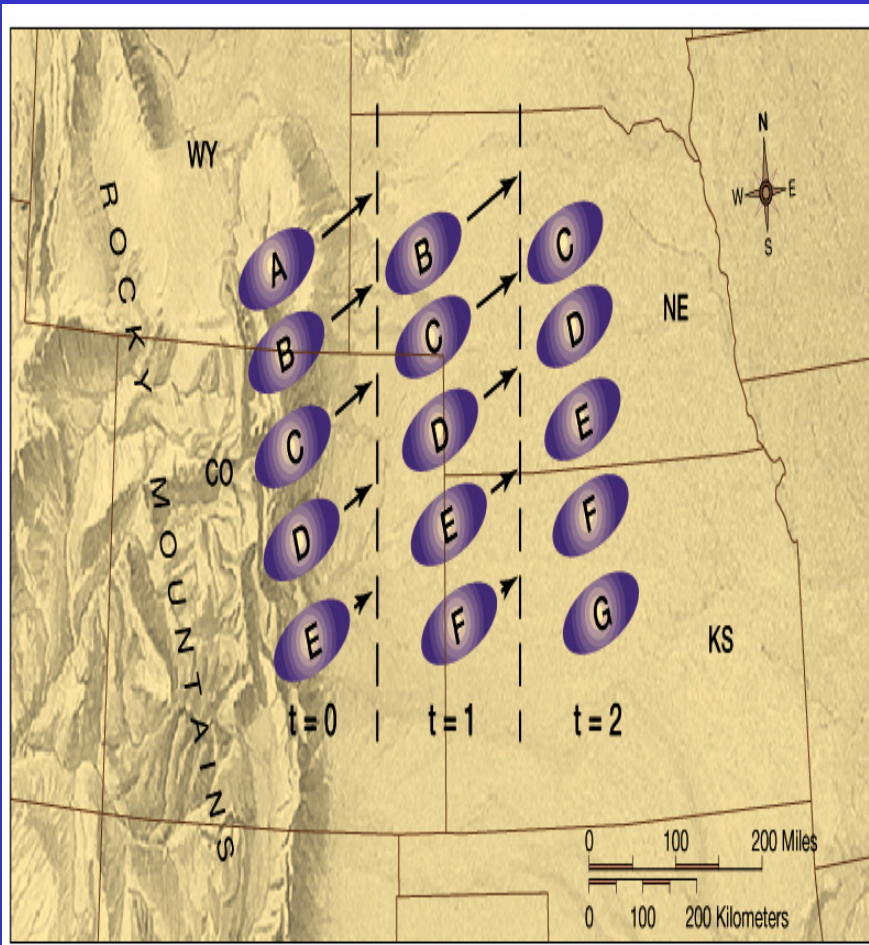 N
W E
S
WY
ROCKY
MOUNTAINS
CO
NE
KS
A
B
C
D
E
t = 0
B
C
D
E
F
t = 1
C
D
E
F
G
t = 2
0 100 200 Miles
0 100 200 Kilometers